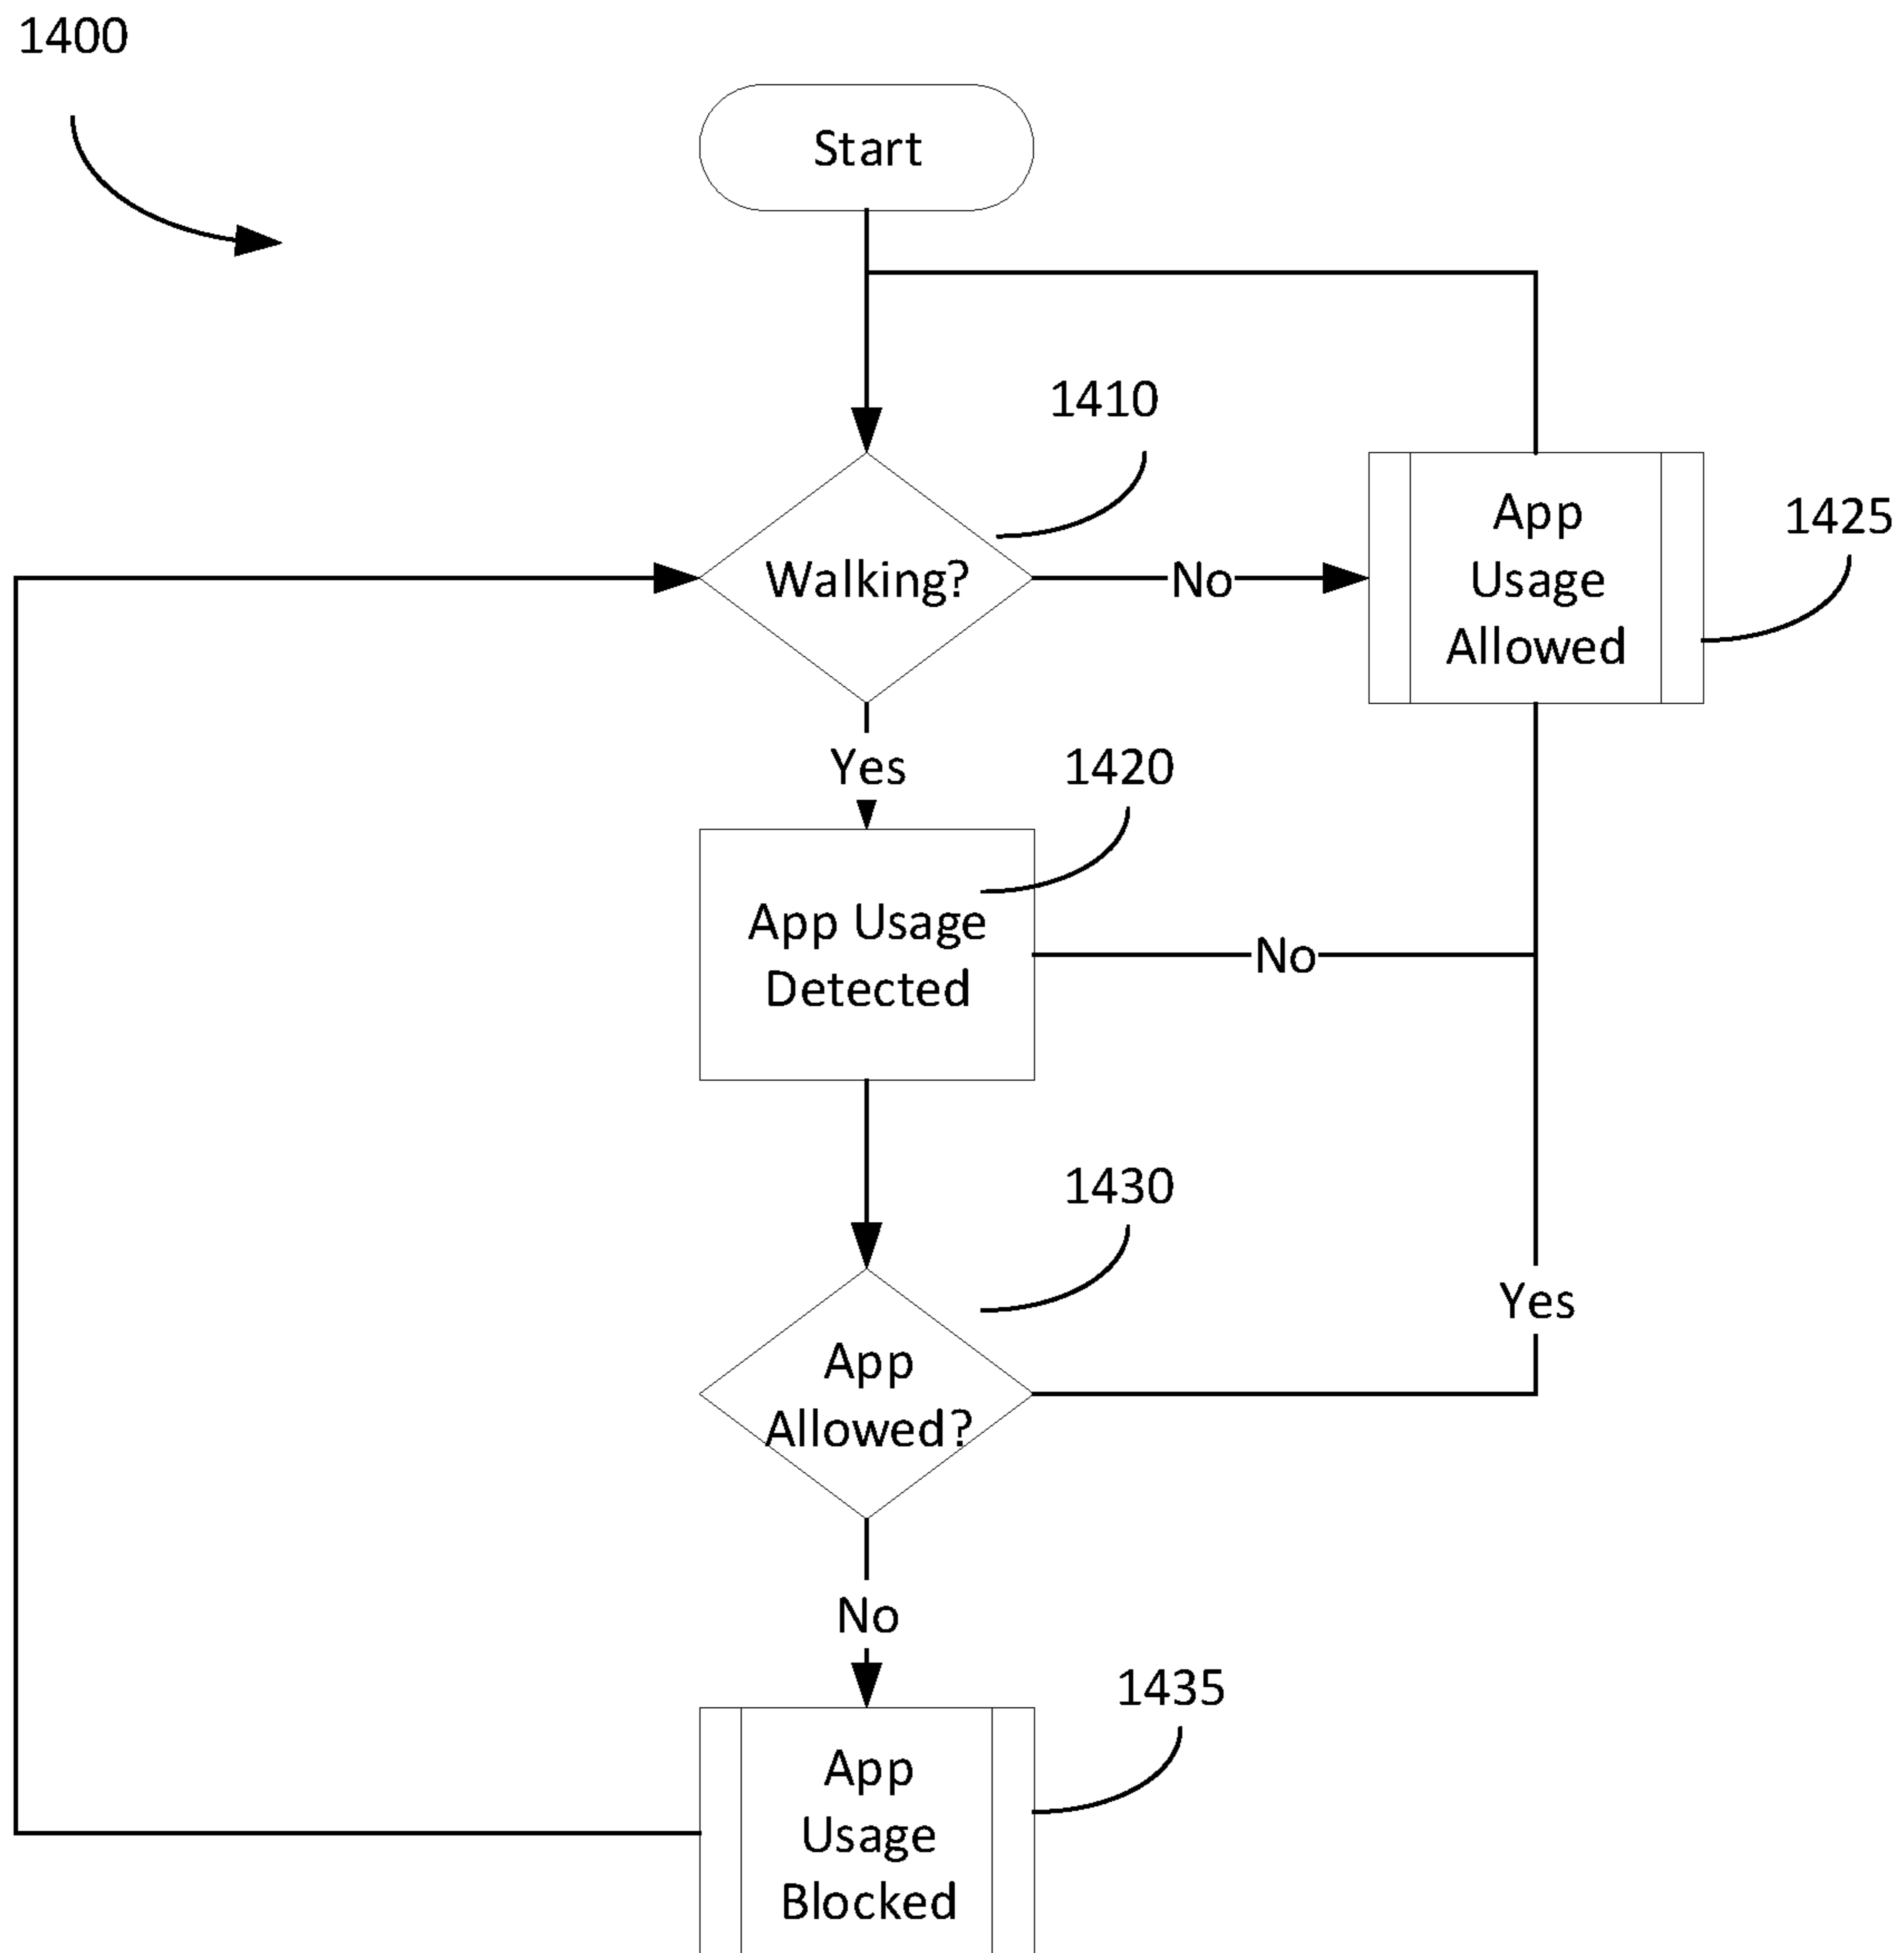 1400
Start
1410
Walking?
No
App
Usage
Allowed
1425
Yes
1420
App Usage
Detected
No
1430
App
Allowed?
Yes
No
1435
App
Usage
Blocked